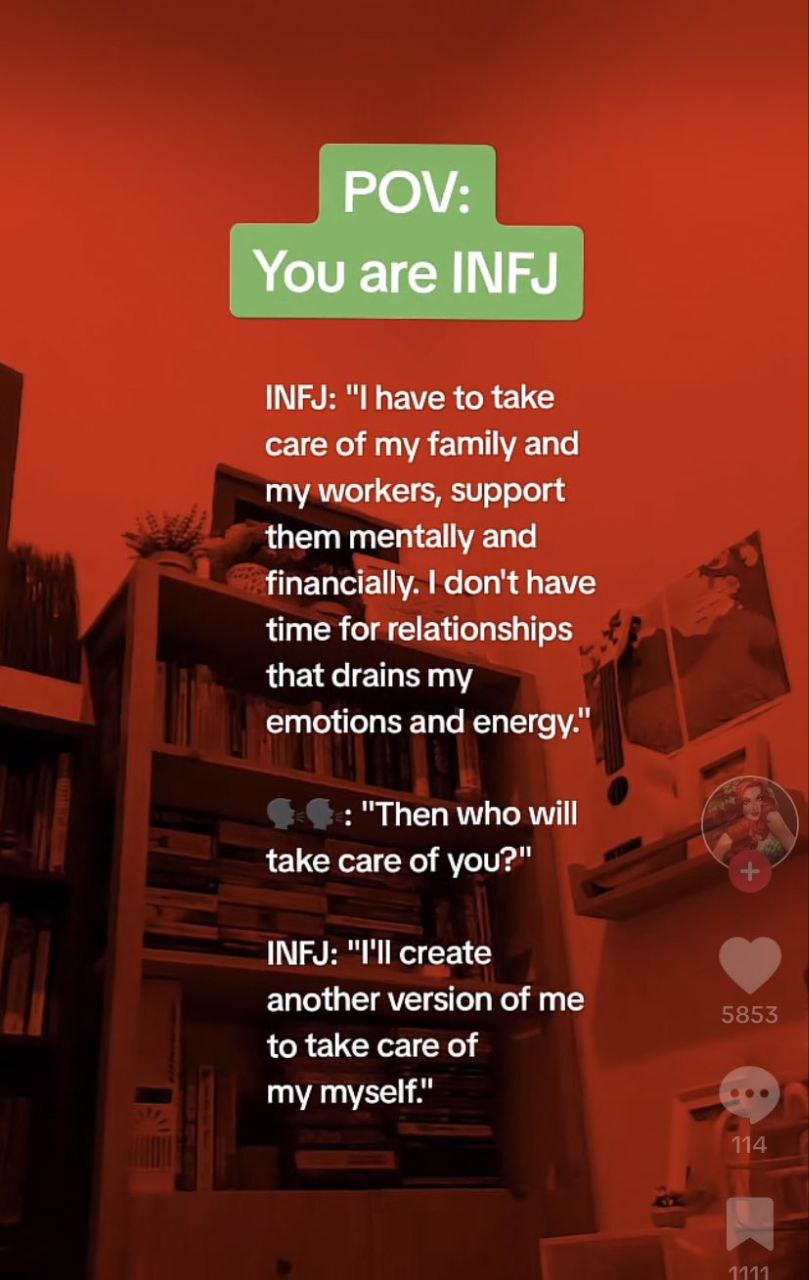 POV:
You are INFJ
INFJ: "I have to take
care of my family and
my workers, support
them mentally and
financially. I don't have
time for relationships
that drains my
emotions and energy."
🗣🗣: "Then who will
take care of you?"
INFJ: "I'll create
another version of me
to take care of
my myself."
5853
114
1111